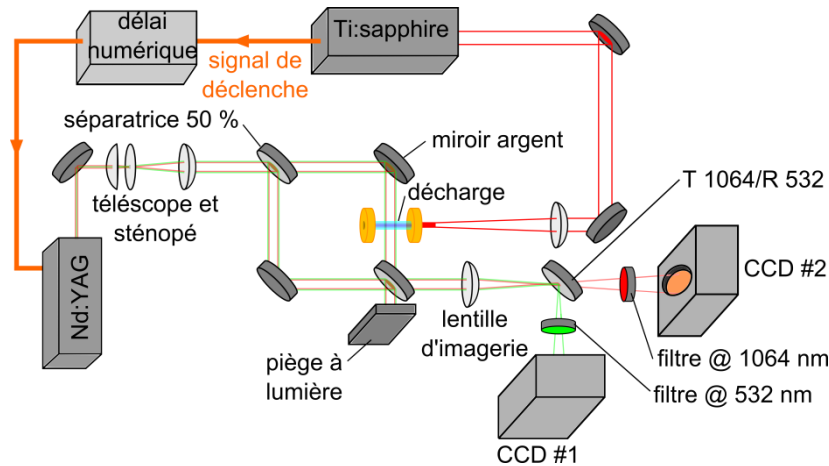 délai
numérique
Ti:sapphire
signal de
déclenche
séparatrice 50 %
miroir argent
décharge
T 1064/R 532
téléscope et
sténopé
Nd:YAG
CCD #2
lentille
d'imagerie
piège à
lumière
filtre @ 1064 nm
filtre @ 532 nm
CCD #1